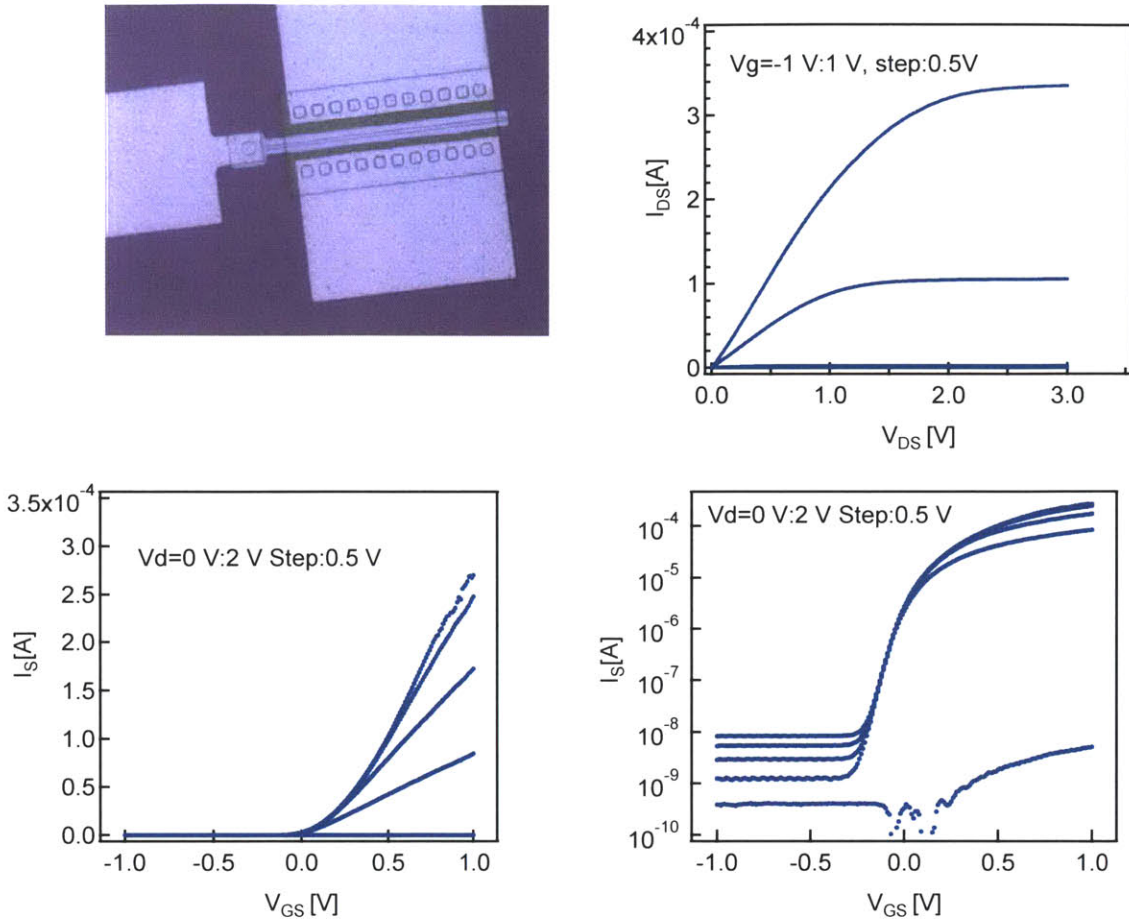 4x10⁻⁴
Vg=-1 V:1 V, step:0.5V
3
2
1
0
I_DS[A]
0.0
1.0
2.0
3.0
V_DS [V]
3.5x10⁻⁴
3.0
2.5
2.0
1.5
1.0
0.5
0.0
Vd=0 V:2 V Step:0.5 V
I_S[A]
-1.0
-0.5
0.0
0.5
1.0
V_GS [V]
Vd=0 V:2 V Step:0.5 V
10⁻⁴
10⁻⁵
10⁻⁶
10⁻⁷
10⁻⁸
10⁻⁹
10⁻¹⁰
I_S[A]
-1.0
-0.5
0.0
0.5
1.0
V_GS [V]